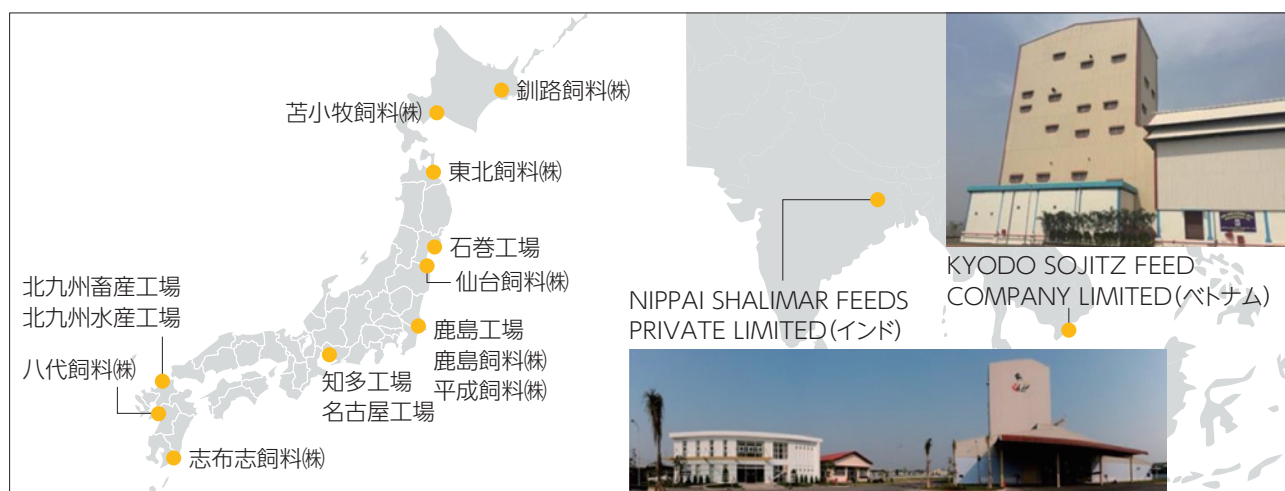 釧路飼料㈱
苫小牧飼料㈱
東北飼料㈱
石巻工場
仙台飼料㈱
北九州畜産工場
北九州水産工場
八代飼料㈱
鹿島工場
鹿島飼料㈱
平成飼料㈱
知多工場
名古屋工場
志布志飼料㈱
NIPPAI SHALIMAR FEEDS
PRIVATE LIMITED(インド)
KYODO SOJITZ FEED
COMPANY LIMITED(ベトナム)